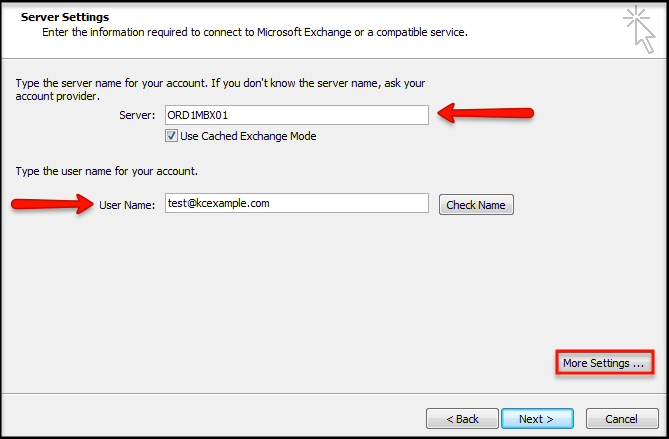 Server Settings
Enter the information required to connect to Microsoft Exchange or a compatible service.
Type the server name for your account. If you don't know the server name, ask your
account provider.
Server: ORD1MBX01
Use Cached Exchange Mode
Type the user name for your account.
User Name: test@kcexample.com Check Name
More Settings ...
< Back Next > Cancel